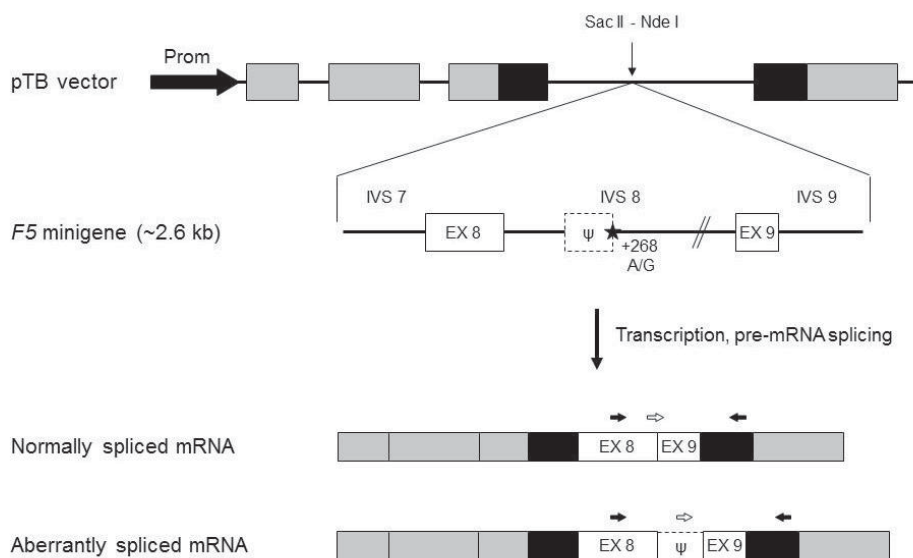 Sac II - Nde I
Prom
pTB vector
IVS 7
IVS 8
IVS 9
F5 minigene (~2.6 kb)
EX 8
ψ
EX 9
+268
A/G
Transcription, pre-mRNA splicing
Normally spliced mRNA
EX 8
EX 9
Aberrantly spliced mRNA
EX 8
ψ
EX 9